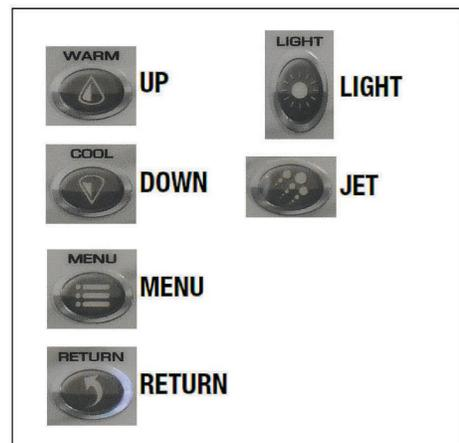 WARM
UP
COOL
DOWN
MENU
MENU
RETURN
RETURN
LIGHT
LIGHT
JET